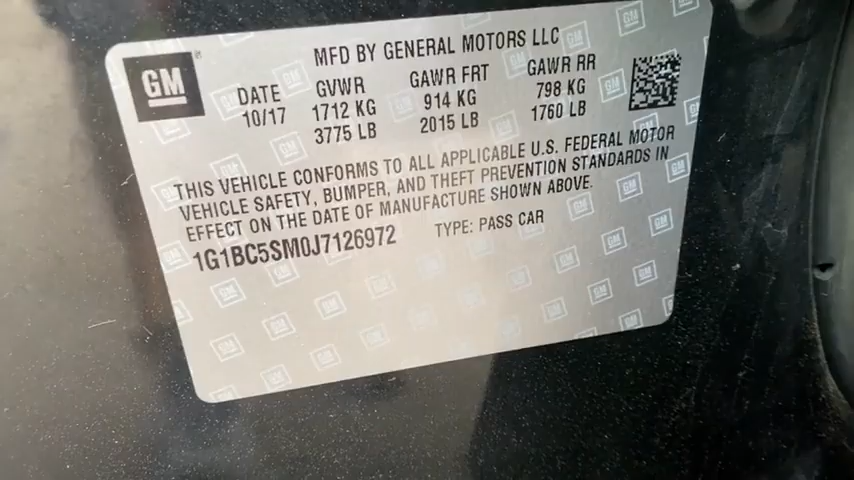 MFD BY GENERAL MOTORS LLC
GM
DATE GVWR GAWR FRT GAWR RR
10/17 1712 KG 914 KG 798 KG
3775 LB 2015 LB 1760 LB
THIS VEHICLE CONFORMS TO ALL APPLICABLE U.S. FEDERAL MOTOR
VEHICLE SAFETY, BUMPER, AND THEFT PREVENTION STANDARDS IN
EFFECT ON THE DATE OF MANUFACTURE SHOWN ABOVE.
1G1BC5SM0J7126972 TYPE: PASS CAR